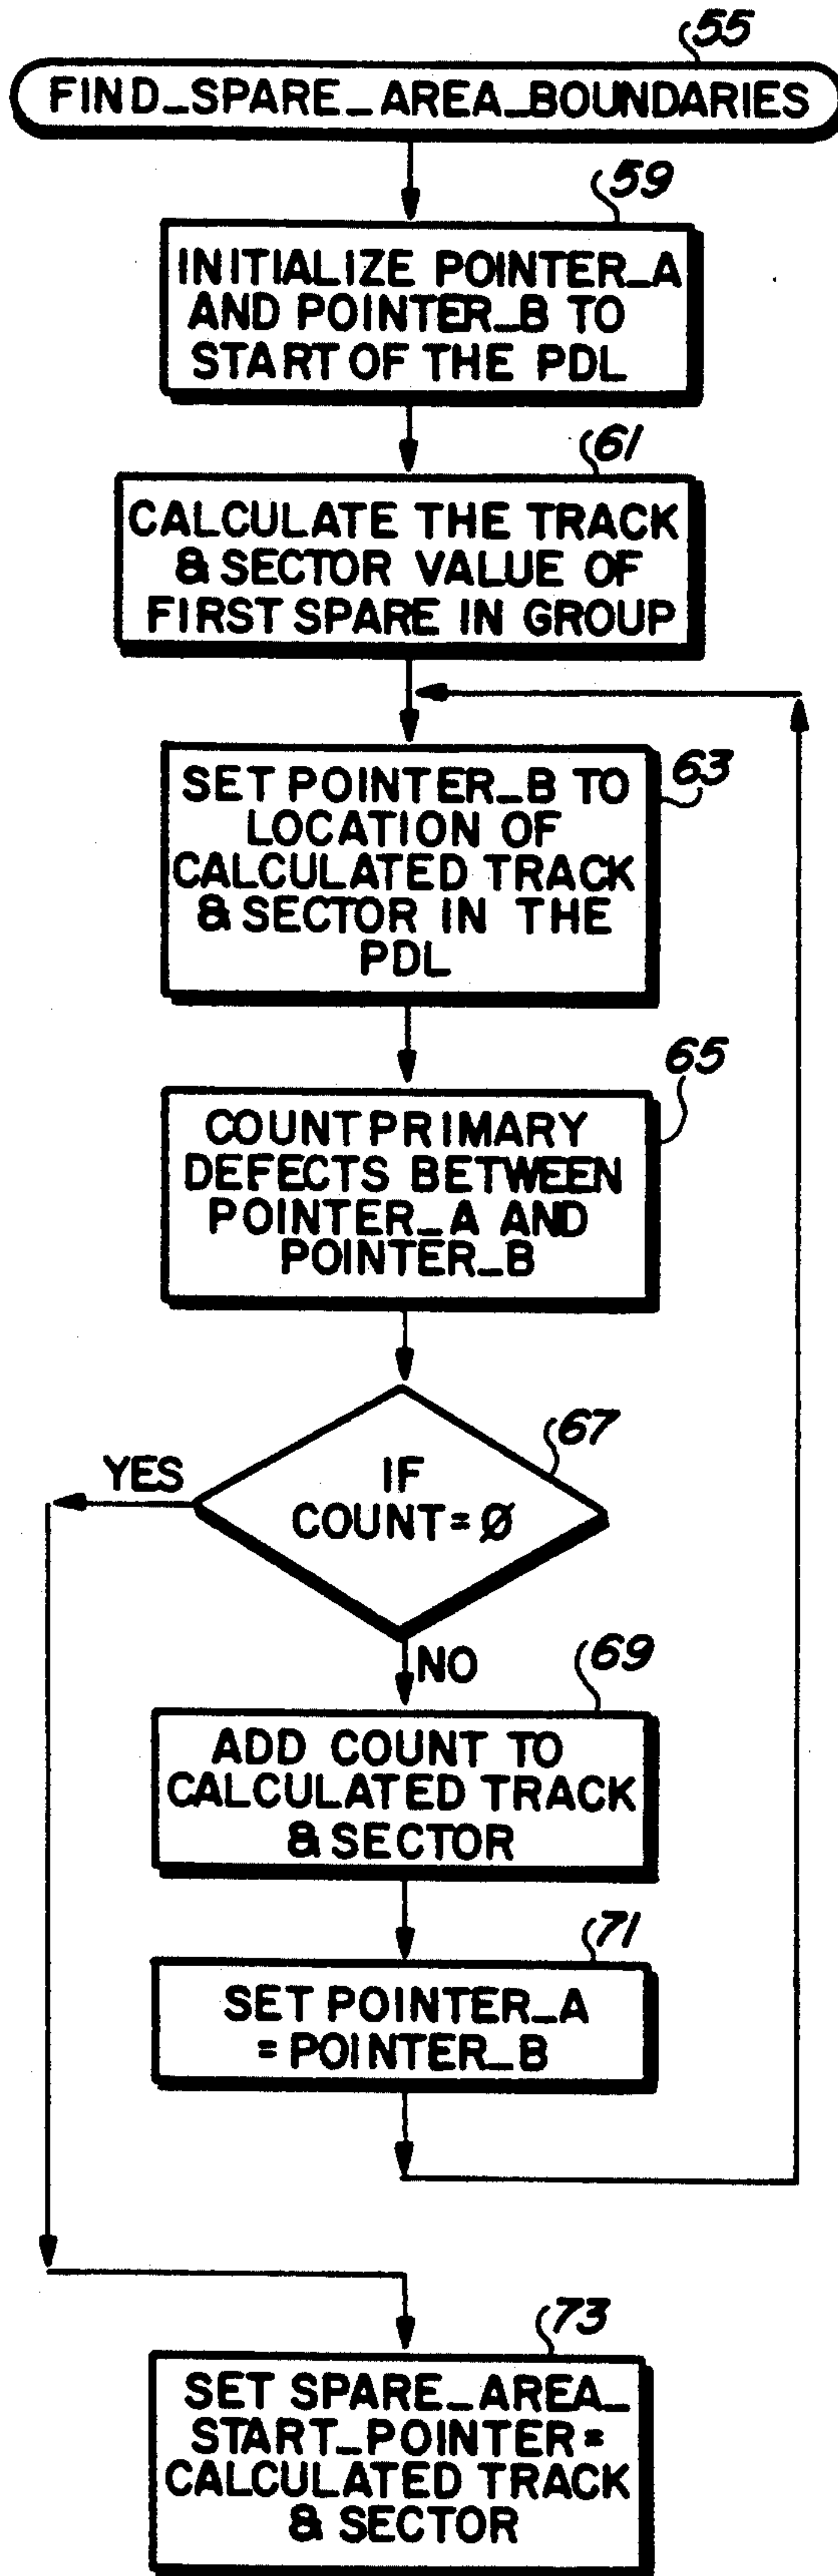 55
FIND_SPARE_AREA_BOUNDARIES
59
INITIALIZE POINTER_A
AND POINTER_B TO
START OF THE PDL
61
CALCULATE THE TRACK
& SECTOR VALUE OF
FIRST SPARE IN GROUP
63
SET POINTER_B TO
LOCATION OF
CALCULATED TRACK
& SECTOR IN THE
PDL
65
COUNT PRIMARY
DEFECTS BETWEEN
POINTER_A AND
POINTER_B
67
YES
IF
COUNT=Ø
NO
69
ADD COUNT TO
CALCULATED TRACK
& SECTOR
71
SET POINTER_A
= POINTER_B
73
SET SPARE_AREA_
START_POINTER=
CALCULATED TRACK
& SECTOR